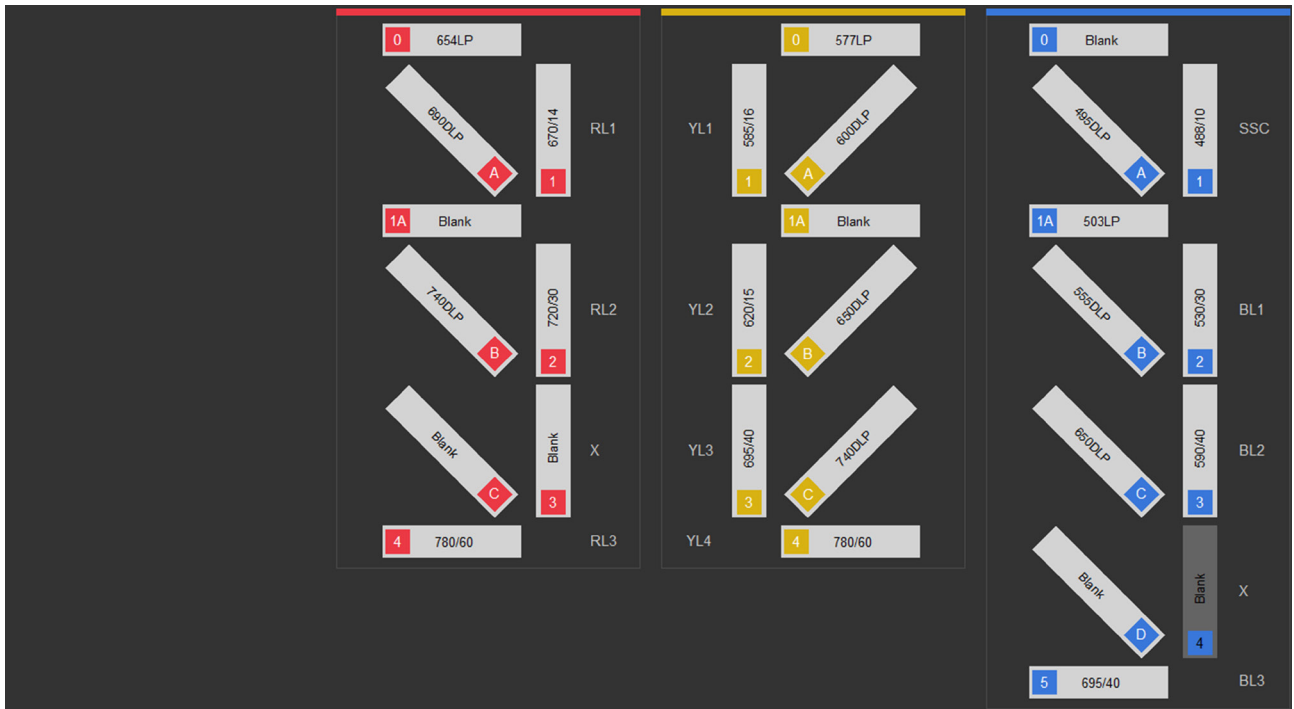 0 654LP
690DLP A
670/14 1
RL1
1A Blank
740DLP B
720/30 2
RL2
Blank C
Blank 3
X
4 780/60
RL3
0 577LP
YL1
585/16 1
600DLP A
1A Blank
YL2
620/15 2
650DLP B
YL3
695/40 3
740DLP C
YL4
4 780/60
0 Blank
495DLP A
488/10 1
SSC
1A 503LP
555DLP B
530/30 2
BL1
650DLP C
590/40 3
BL2
Blank D
Blank 4
X
5 695/40
BL3